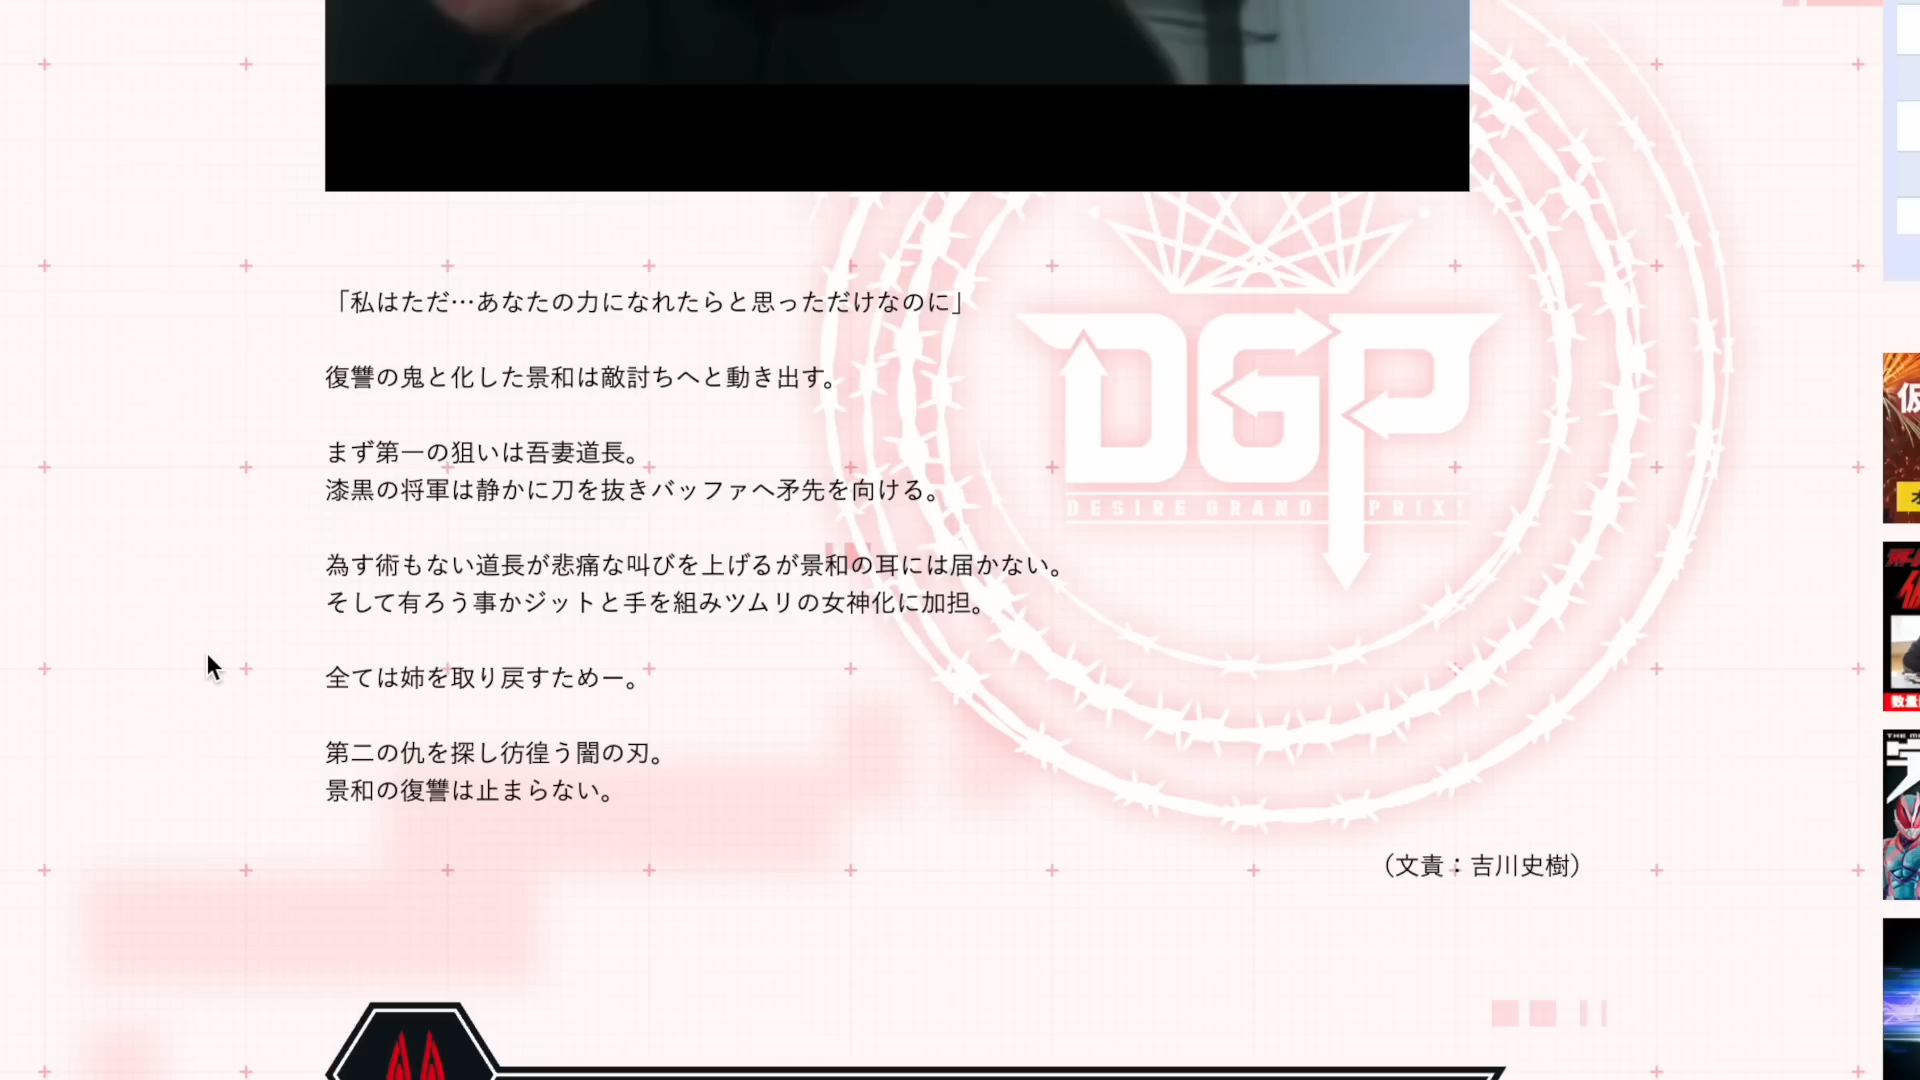 「私はただ…あなたの力になれたらと思っただけなのに」
復讐の鬼と化した景和は敵討ちへと動き出す。
まず第一の狙いは吾妻道長。
漆黒の将軍は静かに刀を抜きバッファへ矛先を向ける。
為す術もない道長が悲痛な叫びを上げるが景和の耳には届かない。
そして有ろう事かジットと手を組みツムリの女神化に加担。
全ては姉を取り戻すためー。
第二の仇を探し彷徨う闇の刃。
景和の復讐は止まらない。
（文責：吉川史樹）
DGP
DESIRE GRAND PRIX!
仮
数量